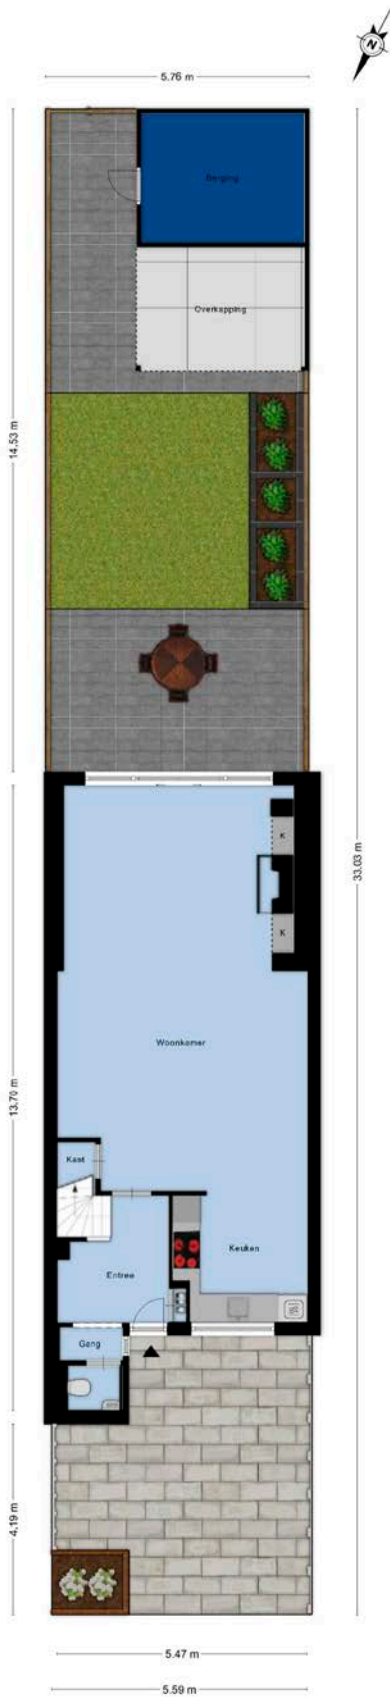 N
5.76 m
Berging
Overkapping
14.53 m
33.03 m
K
K
Woonkamer
13.70 m
Kast
Keuken
Entree
Gang
4.19 m
5.47 m
5.59 m